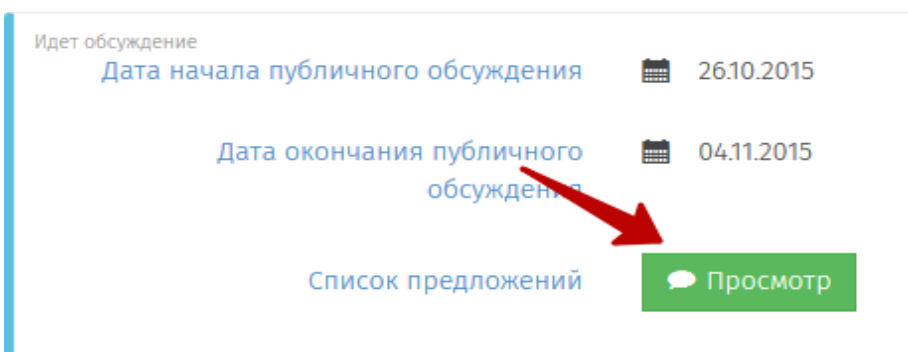 Идет обсуждение
Дата начала публичного обсуждения 26.10.2015
Дата окончания публичного 04.11.2015
обсуждения
Список предложений Просмотр